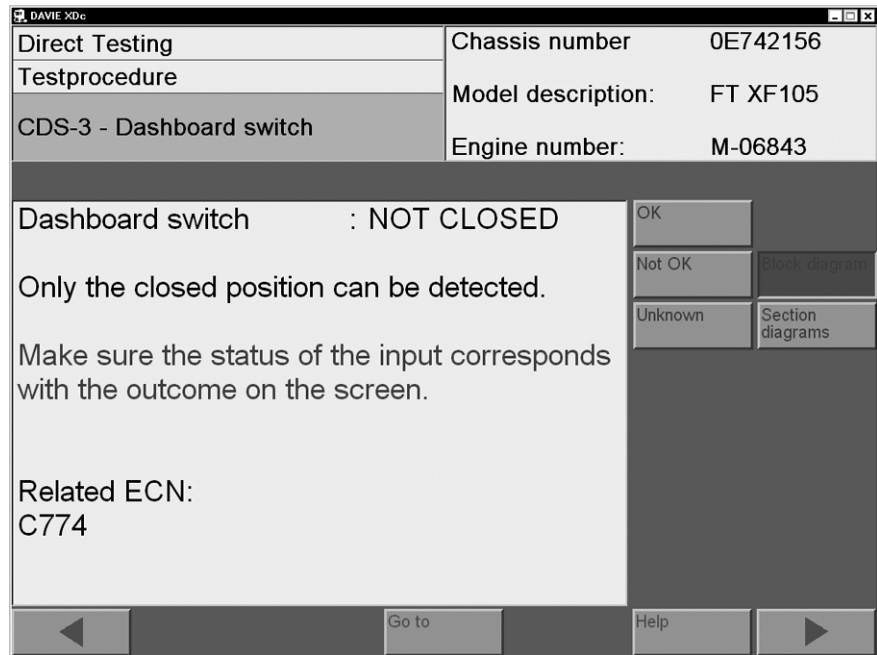 DAVIE XDc
Direct Testing
Testprocedure
CDS-3 - Dashboard switch
Chassis number 0E742156
Model description: FT XF105
Engine number: M-06843
Dashboard switch : NOT CLOSED
Only the closed position can be detected.
Make sure the status of the input corresponds
with the outcome on the screen.
Related ECN:
C774
OK
Not OK
Block diagram
Unknown
Section
diagrams
Go to
Help